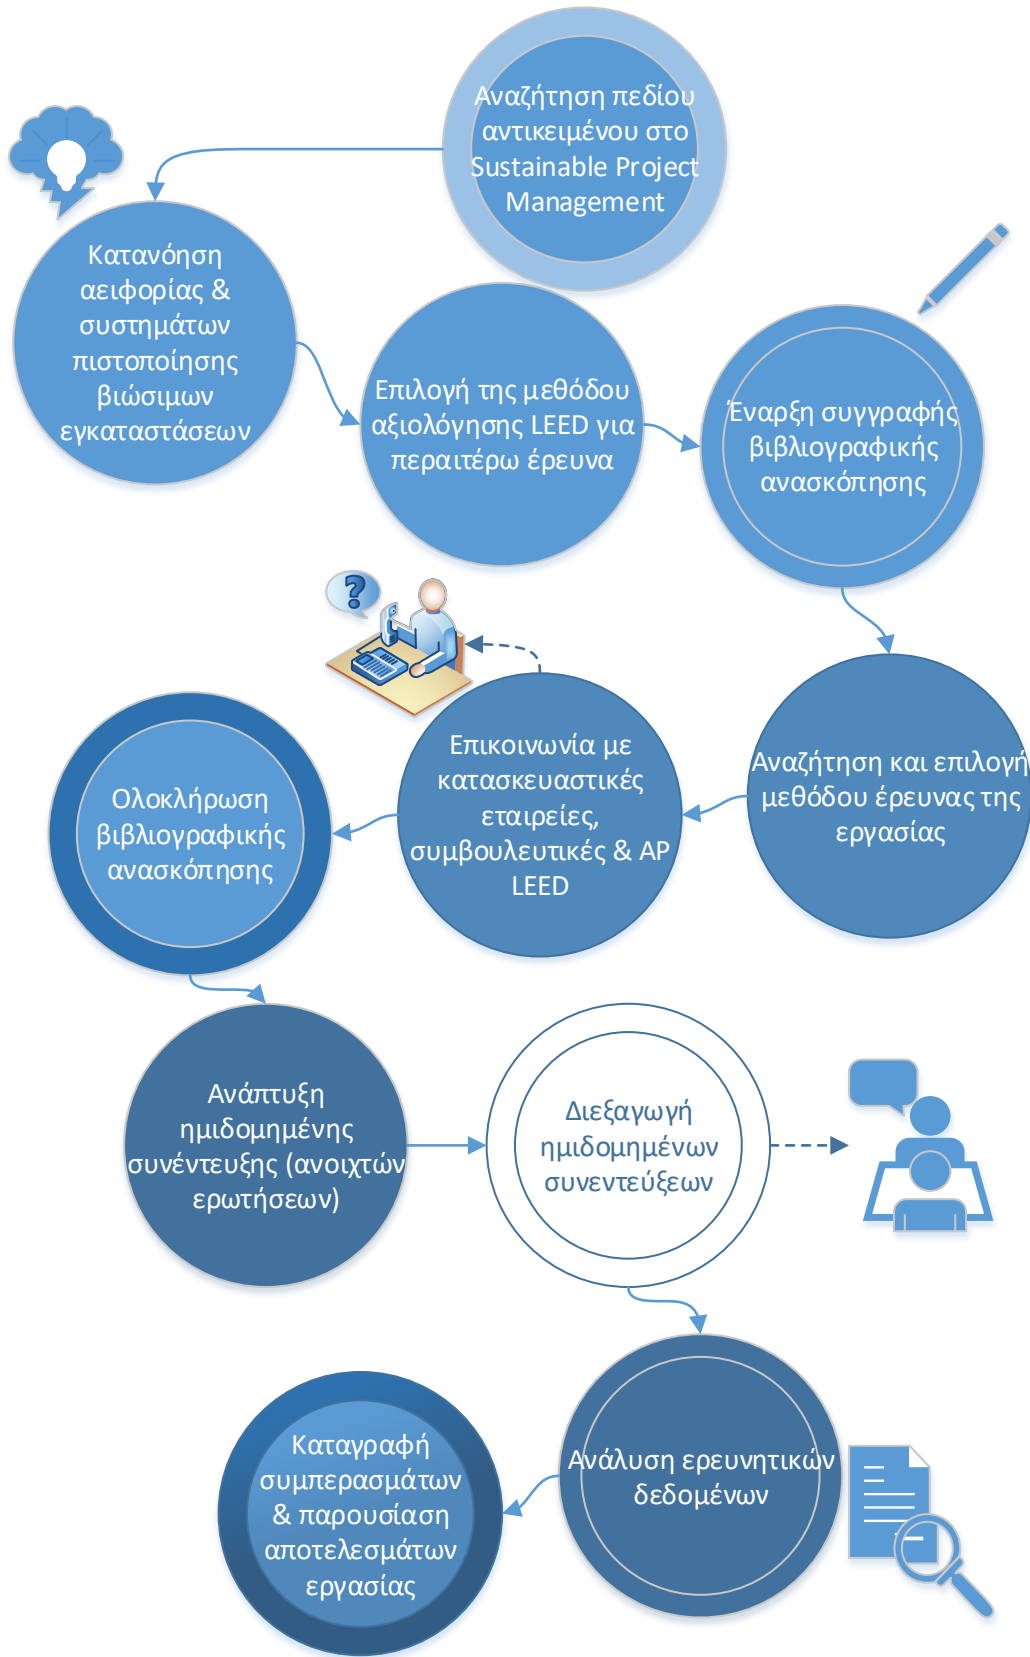 Αναζήτηση πεδίου
αντικειμένου στο
Sustainable Project
Management
Κατανόηση
αειφορίας &
συστημάτων
πιστοποίησης
βιώσιμων
εγκαταστάσεων
Επιλογή της μεθόδου
αξιολόγησης LEED για
περαιτέρω έρευνα
Έναρξη συγγραφής
βιβλιογραφικής
ανασκόπησης
?
Αναζήτηση και επιλογή
μεθόδου έρευνας της
εργασίας
Επικοινωνία με
κατασκευαστικές
εταιρείες,
συμβουλευτικές & AP
LEED
Ολοκλήρωση
βιβλιογραφικής
ανασκόπησης
Ανάπτυξη
ημιδομημένης
συνέντευξης (ανοιχτών
ερωτήσεων)
Διεξαγωγή
ημιδομημένων
συνεντεύξεων
Ανάλυση ερευνητικών
δεδομένων
Καταγραφή
συμπερασμάτων
& παρουσίαση
αποτελεσμάτων
εργασίας